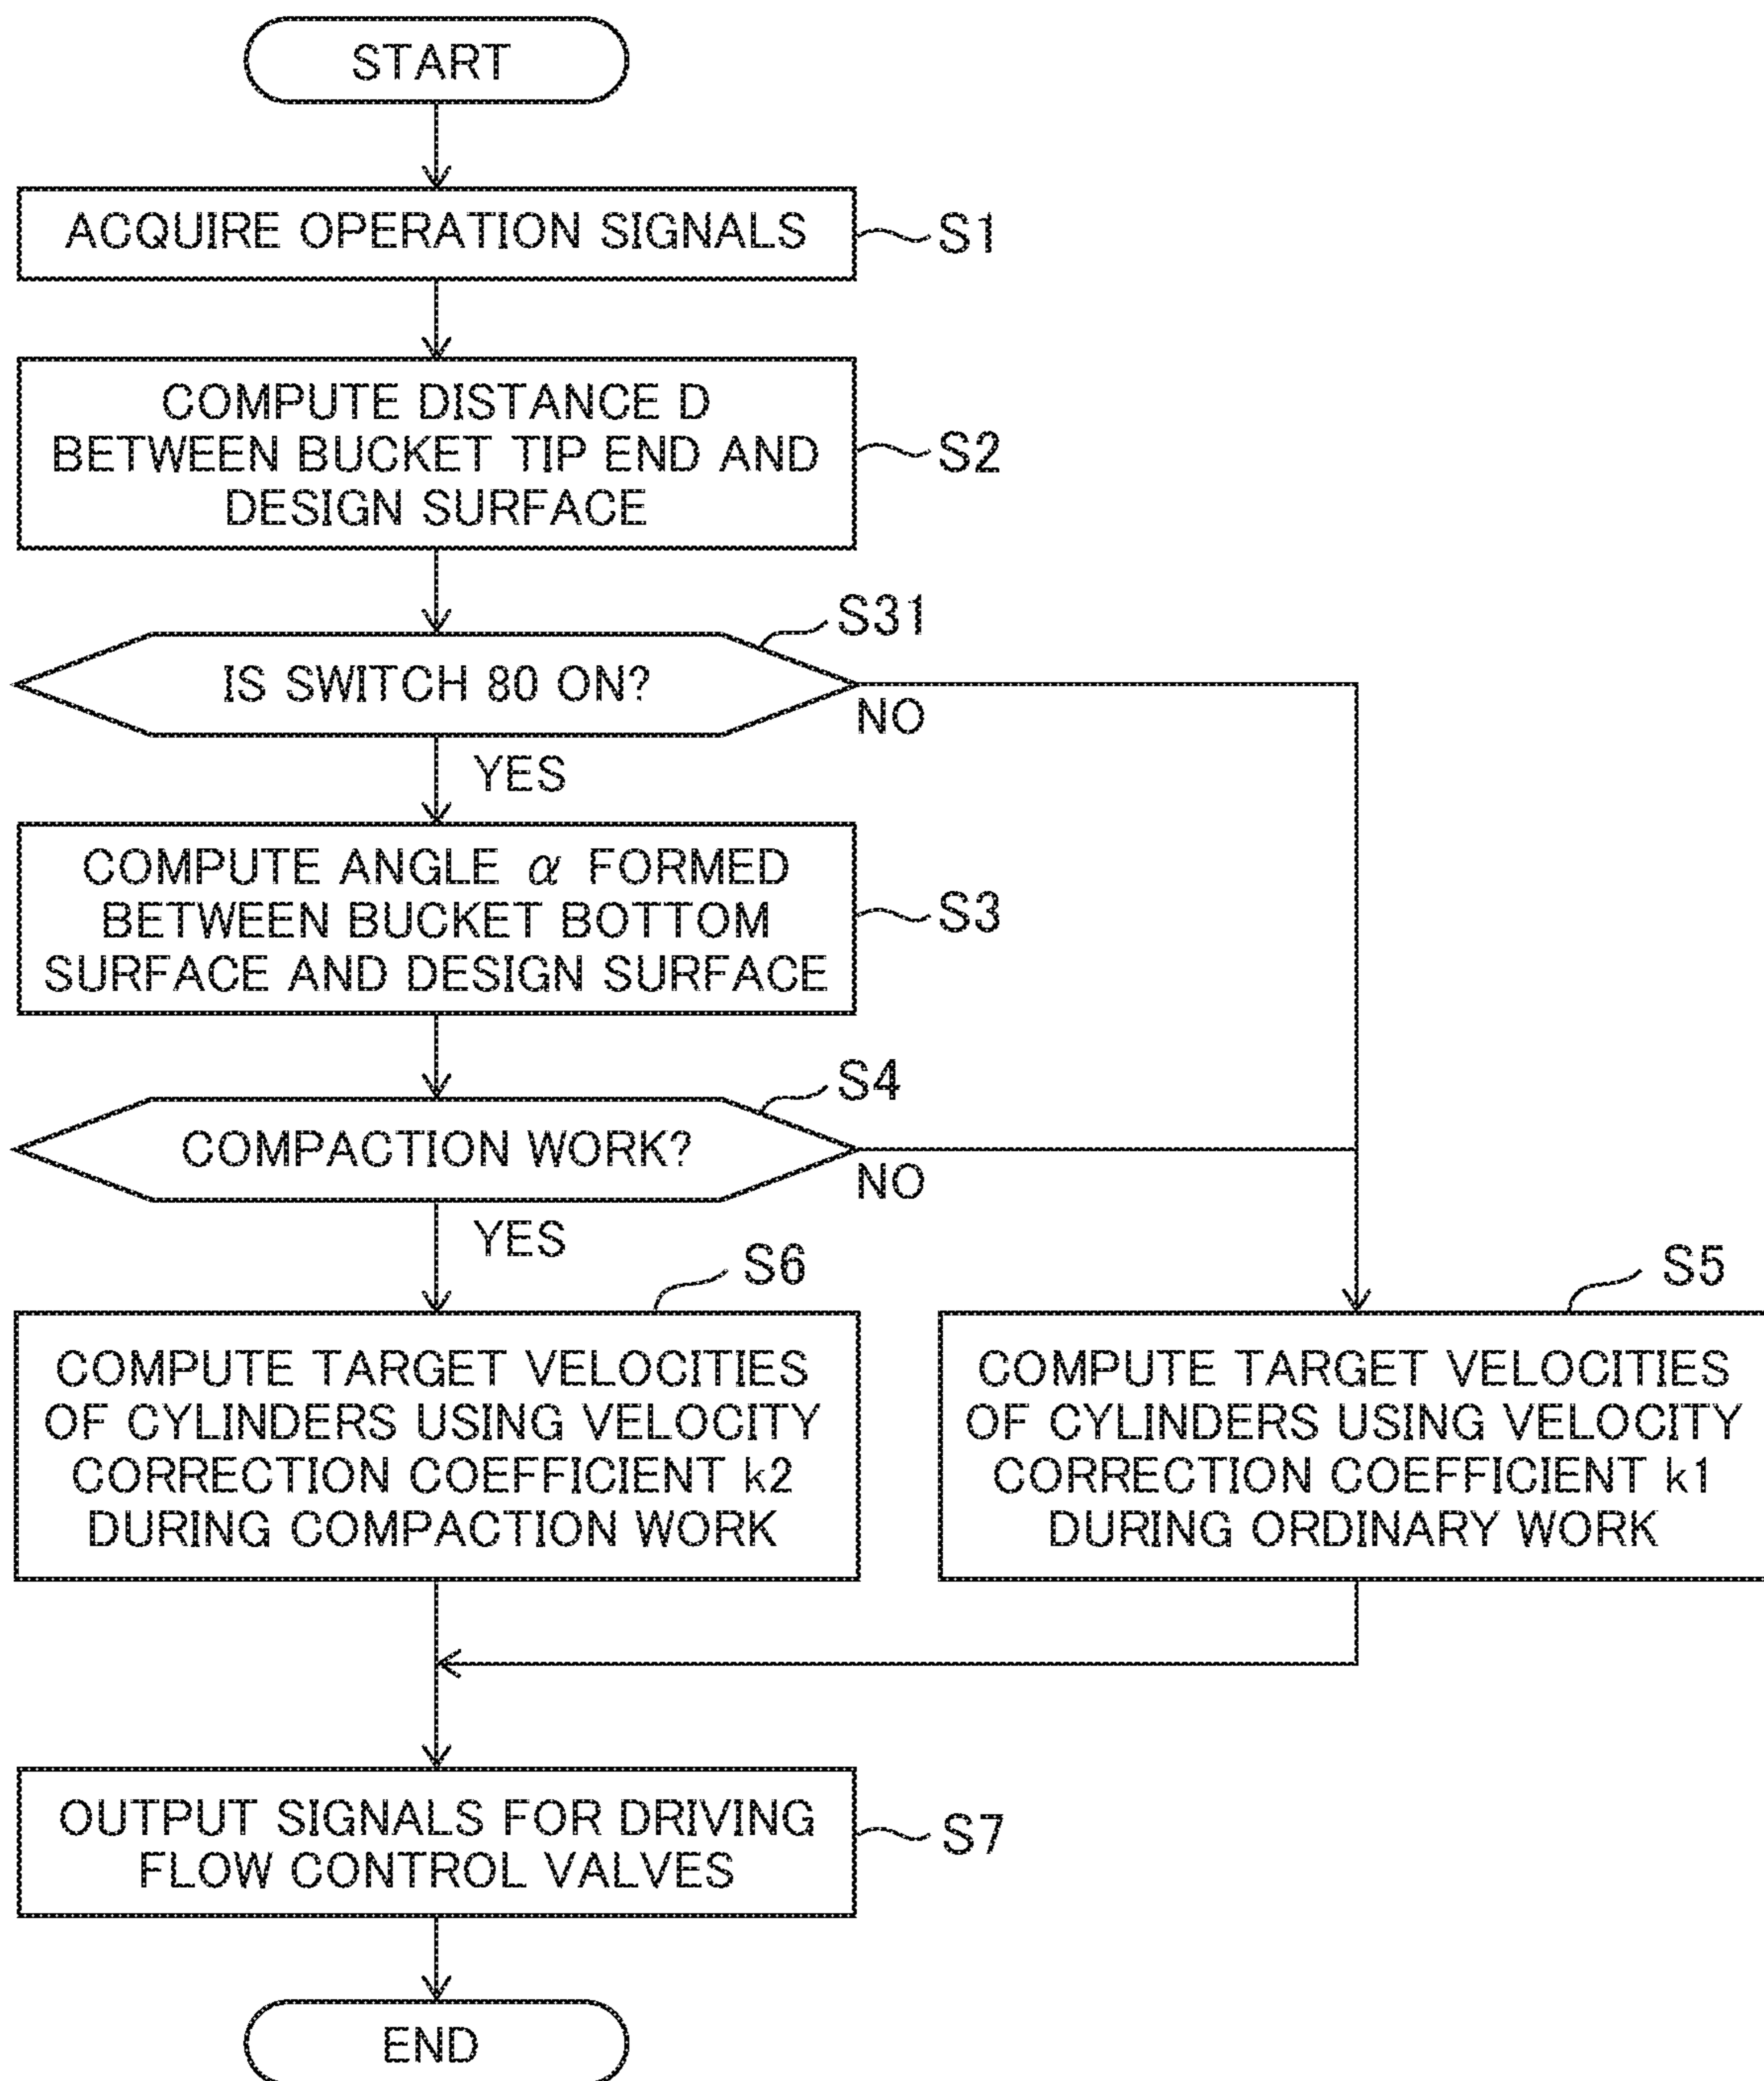 START
ACQUIRE OPERATION SIGNALS
S1
COMPUTE DISTANCE D
BETWEEN BUCKET TIP END AND
DESIGN SURFACE
S2
S31
IS SWITCH 80 ON?
NO
YES
COMPUTE ANGLE α FORMED
BETWEEN BUCKET BOTTOM
SURFACE AND DESIGN SURFACE
S3
S4
COMPACTION WORK?
NO
YES
S6
COMPUTE TARGET VELOCITIES
OF CYLINDERS USING VELOCITY
CORRECTION COEFFICIENT k2
DURING COMPACTION WORK
S5
COMPUTE TARGET VELOCITIES
OF CYLINDERS USING VELOCITY
CORRECTION COEFFICIENT k1
DURING ORDINARY WORK
OUTPUT SIGNALS FOR DRIVING
FLOW CONTROL VALVES
S7
END